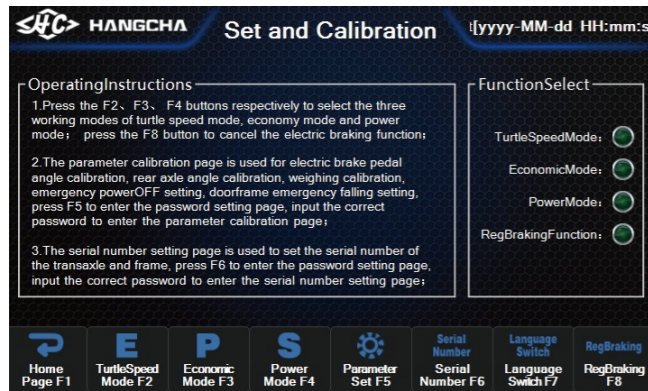 HC HANGCHA
Set and Calibration
t[yyyy-MM-dd HH:mm:s
OperatingInstructions
1.Press the F2、F3、 F4 buttons respectively to select the three
working modes of turtle speed mode, economy mode and power
mode； press the F8 button to cancel the electric braking function；
2.The parameter calibration page is used for electric brake pedal
angle calibration, rear axle angle calibration, weighing calibration,
emergency powerOFF setting, doorframe emergency falling setting,
press F5 to enter the password setting page, input the correct
password to enter the parameter calibration page；
3.The serial number setting page is used to set the serial number of
the transaxle and frame, press F6 to enter the password setting page,
input the correct password to enter the serial number setting page；
FunctionSelect
TurtleSpeedMode：
EconomicMode：
PowerMode：
RegBrakingFunction：
Home
Page F1
E
TurtleSpeed
Mode F2
P
Economic
Mode F3
S
Power
Mode F4
Parameter
Set F5
Serial
Number
Serial
Number F6
Language
Switch
Language
Switch F7
RegBraking
RegBraking
F8